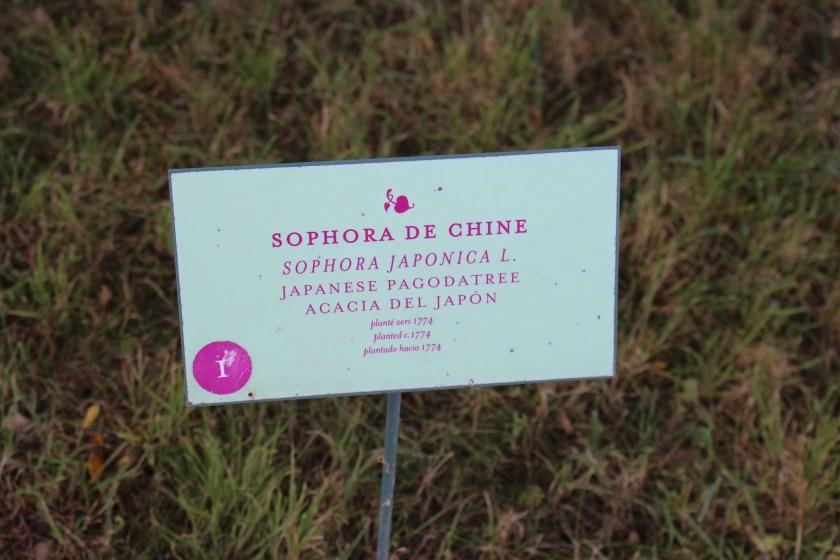 SOPHORA DE CHINE
SOPHORA JAPONICA L.
JAPANESE PAGODATREE
ACACIA DEL JAPÓN
planté vers 1774
planted c. 1774
plantado hacia 1774
1